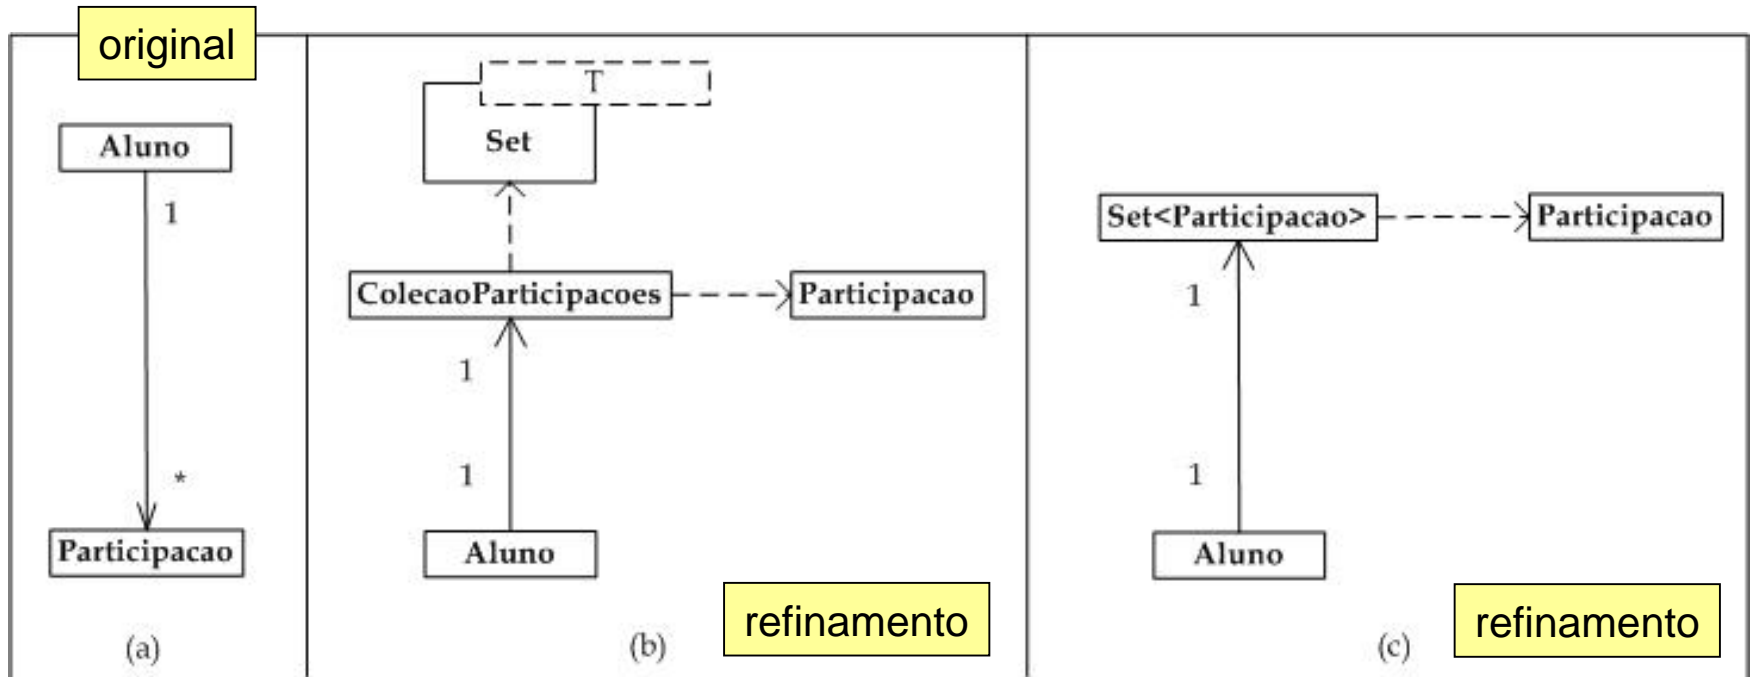 original
Aluno
1
*
Participacao
(a)
T
Set
ColecaoParticipacoes
Participacao
1
1
Aluno
refinamento
(b)
Set<Participacao>
Participacao
1
1
Aluno
refinamento
(c)